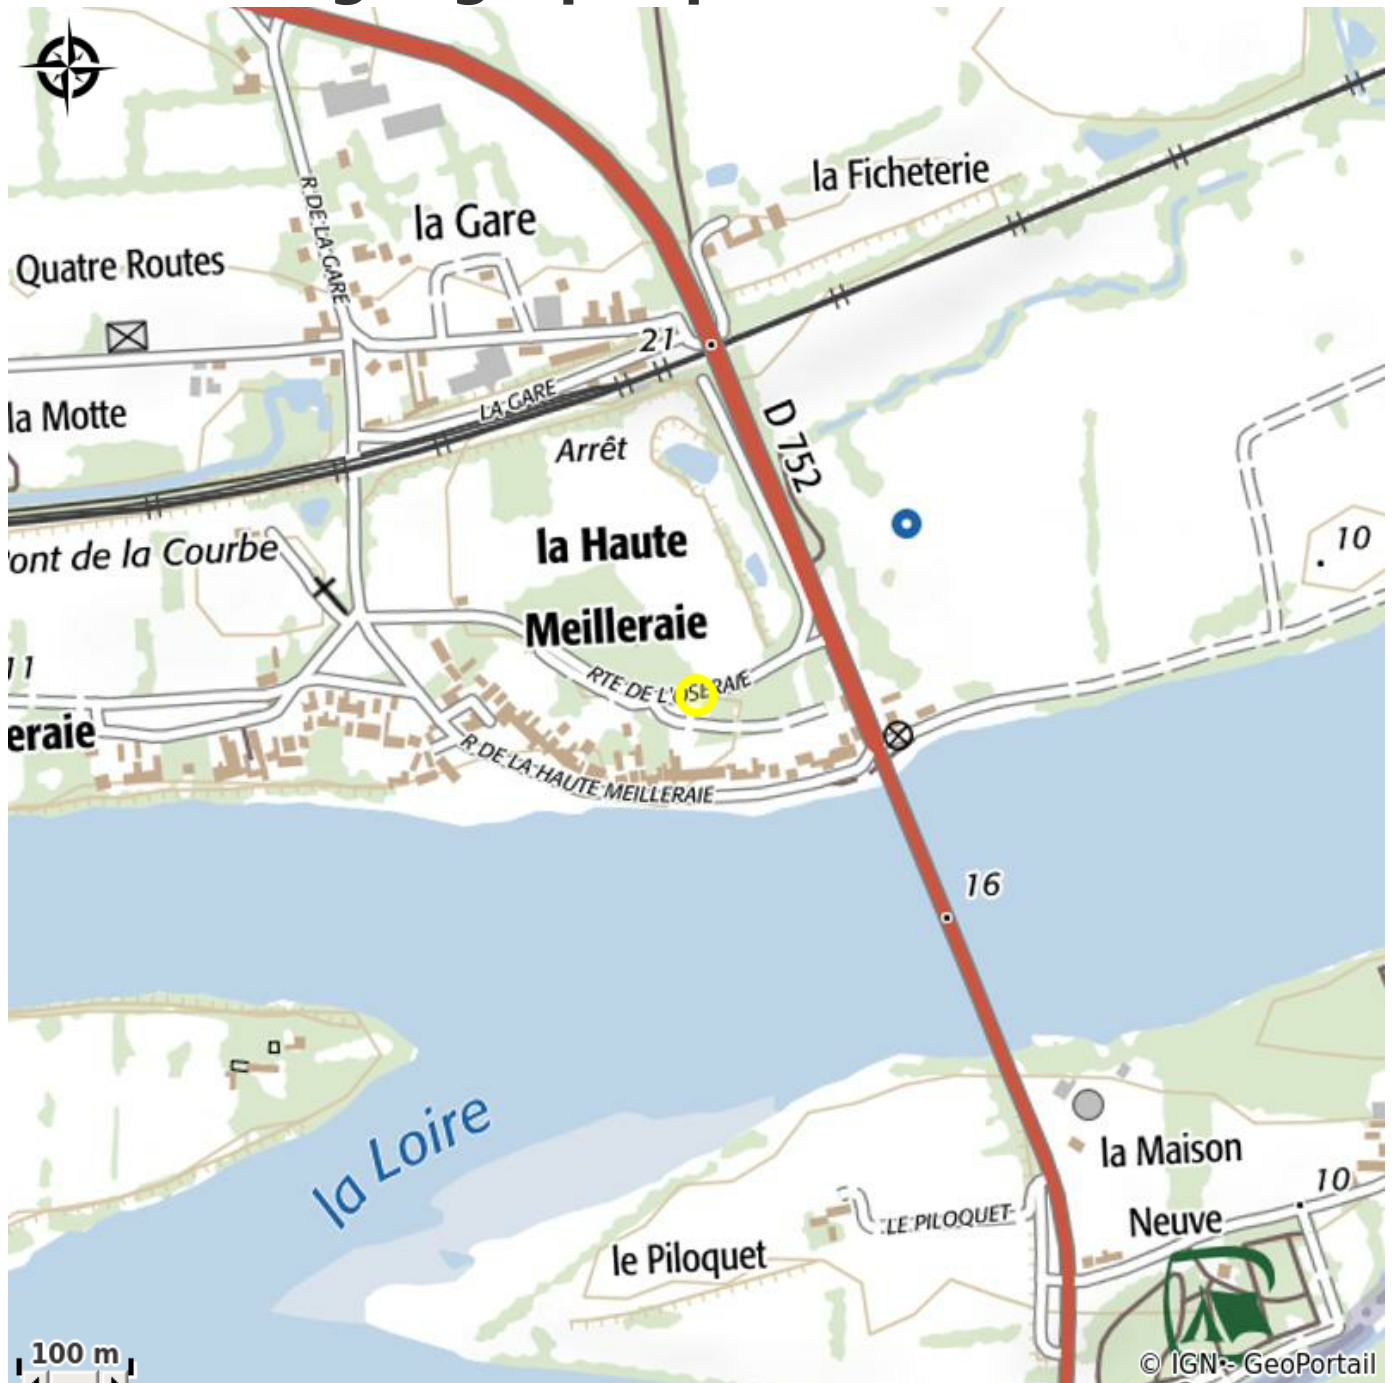 la Ficheterie
R. DE LA GARE
la Gare
Quatre Routes
21
la Motte
LA GARE
D 752
Arrêt
la Haute
Meilleraie
10
ont de la Courbe
11
RTE DE L'OSERAIE
eraie
R DE LA HAUTE MEILLERAIE
16
la Loire
la Maison
Neuve
10
LE PILOQUET
le Piloquet
100 m
© IGN - GeoPortail